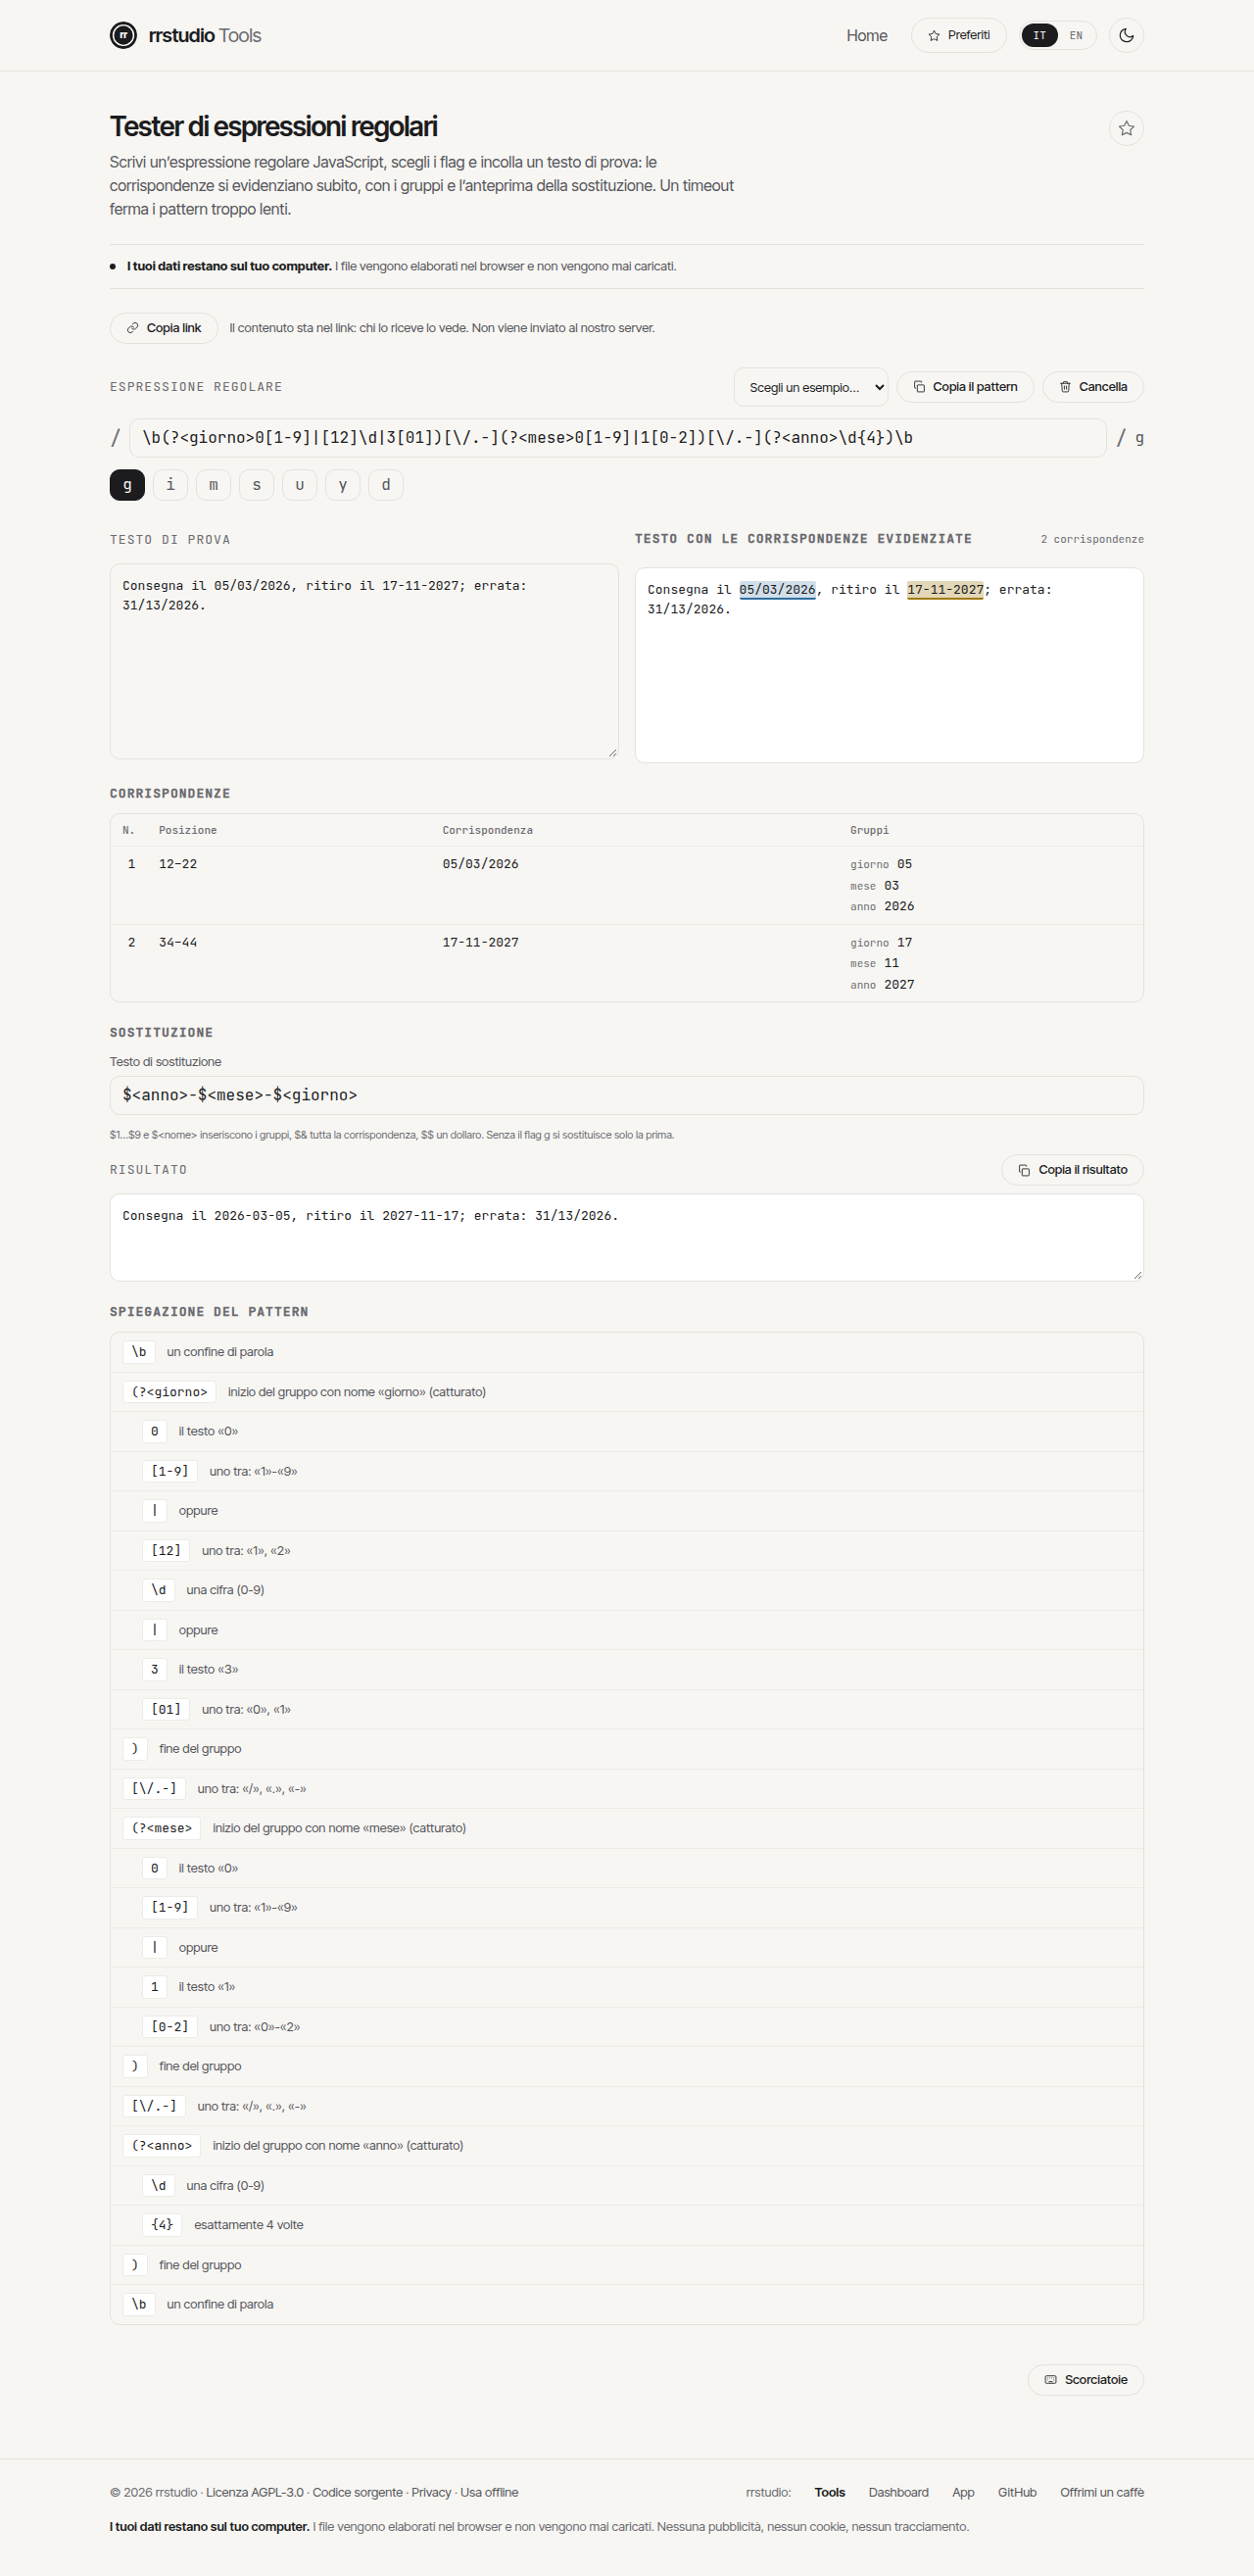 rr rrstudio Tools
Home
Preferiti
IT EN
Tester di espressioni regolari
Scrivi un’espressione regolare JavaScript, scegli i flag e incolla un testo di prova: le
corrispondenze si evidenziano subito, con i gruppi e l’anteprima della sostituzione. Un timeout
ferma i pattern troppo lenti.
I tuoi dati restano sul tuo computer. I file vengono elaborati nel browser e non vengono mai caricati.
Copia link Il contenuto sta nel link: chi lo riceve lo vede. Non viene inviato al nostro server.
ESPRESSIONE REGOLARE Scegli un esempio... Copia il pattern Cancella
/ \b(?<giorno>0[1-9]|[12]\d|3[01])[\/.-](?<mese>0[1-9]|1[0-2])[\/.-](?<anno>\d{4})\b / g
g i m s u y d
TESTO DI PROVA
Consegna il 05/03/2026, ritiro il 17-11-2027; errata:
31/13/2026.
TESTO CON LE CORRISPONDENZE EVIDENZIATE 2 corrispondenze
Consegna il 05/03/2026, ritiro il 17-11-2027; errata:
31/13/2026.
CORRISPONDENZE
N. Posizione Corrispondenza Gruppi
1 12–22 05/03/2026 giorno 05
mese 03
anno 2026
2 34–44 17-11-2027 giorno 17
mese 11
anno 2027
SOSTITUZIONE
Testo di sostituzione
$<anno>-$<mese>-$<giorno>
$1…$9 e $<nome> inseriscono i gruppi, $& tutta la corrispondenza, $$ un dollaro. Senza il flag g si sostituisce solo la prima.
RISULTATO Copia il risultato
Consegna il 2026-03-05, ritiro il 2027-11-17; errata: 31/13/2026.
SPIEGAZIONE DEL PATTERN
\b un confine di parola
(?<giorno> inizio del gruppo con nome «giorno» (catturato)
0 il testo «0»
[1-9] uno tra: «1»-«9»
| oppure
[12] uno tra: «1», «2»
\d una cifra (0-9)
| oppure
3 il testo «3»
[01] uno tra: «0», «1»
) fine del gruppo
[\/.-] uno tra: «/», «.», «-»
(?<mese> inizio del gruppo con nome «mese» (catturato)
0 il testo «0»
[1-9] uno tra: «1»-«9»
| oppure
1 il testo «1»
[0-2] uno tra: «0»-«2»
) fine del gruppo
[\/.-] uno tra: «/», «.», «-»
(?<anno> inizio del gruppo con nome «anno» (catturato)
\d una cifra (0-9)
{4} esattamente 4 volte
) fine del gruppo
\b un confine di parola
Scorciatoie
© 2026 rrstudio · Licenza AGPL-3.0 · Codice sorgente · Privacy · Usa offline
rrstudio: Tools Dashboard App GitHub Offrimi un caffè
I tuoi dati restano sul tuo computer. I file vengono elaborati nel browser e non vengono mai caricati. Nessuna pubblicità, nessun cookie, nessun tracciamento.